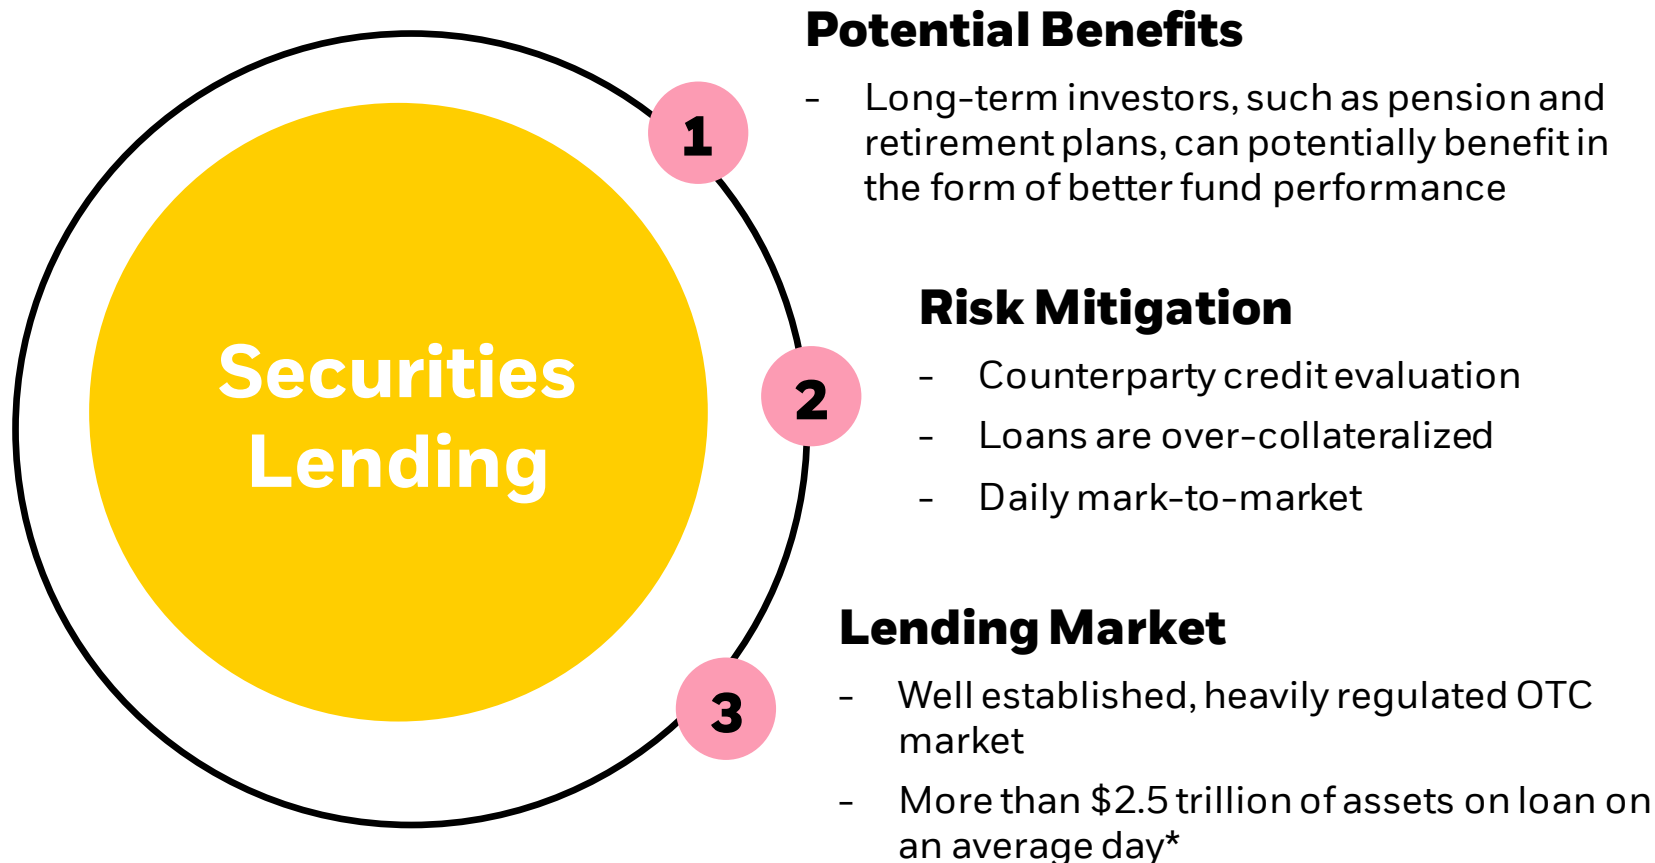 Securities
Lending
1
Potential Benefits
- Long-term investors, such as pension and
retirement plans, can potentially benefit in
the form of better fund performance
2
Risk Mitigation
- Counterparty credit evaluation
- Loans are over-collateralized
- Daily mark-to-market
3
Lending Market
- Well established, heavily regulated OTC
market
- More than $2.5 trillion of assets on loan on
an average day*